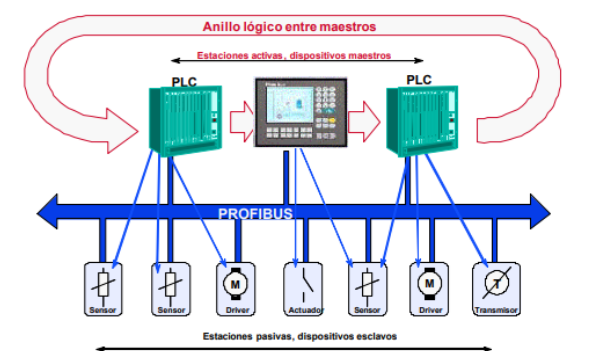 Anillo lógico entre maestros
Estaciones activas, dispositivos maestros
PLC
PLC
PROFIBUS
M
M
T
Sensor
Sensor
Driver
Actuador
Sensor
Driver
Transmisor
Estaciones pasivas, dispositivos esclavos